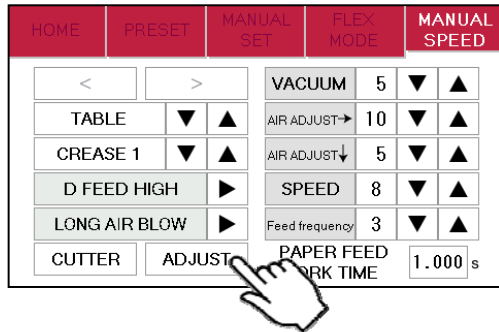 HOME PRESET MANUAL SET FLEX MODE MANUAL SPEED
< >
TABLE ▼ ▲
CREASE 1 ▼ ▲
D FEED HIGH ▶
LONG AIR BLOW ▶
CUTTER ADJUST
VACUUM 5 ▼ ▲
AIR ADJUST→ 10 ▼ ▲
AIR ADJUST↓ 5 ▼ ▲
SPEED 8 ▼ ▲
Feed frequency 3 ▼ ▲
PAPER FEED
TIME 1.000 s